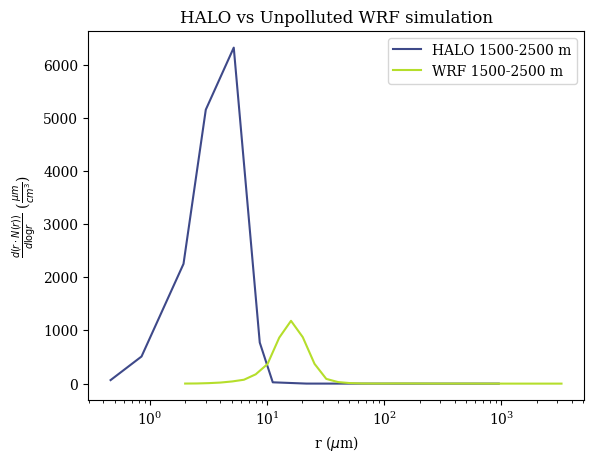 HALO vs Unpolluted WRF simulation
HALO 1500-2500 m
WRF 1500-2500 m
6000
5000
4000
3000
2000
1000
0
d(r · N(r))/dlogr (μm/cm³)
10⁰ 10¹ 10² 10³
r (μm)